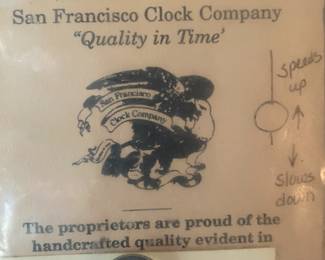 San Francisco Clock Company
"Quality in Time'
San Francisco
Clock Company
speeds
up
slows
down
The proprietors are proud of the
handcrafted quality evident in